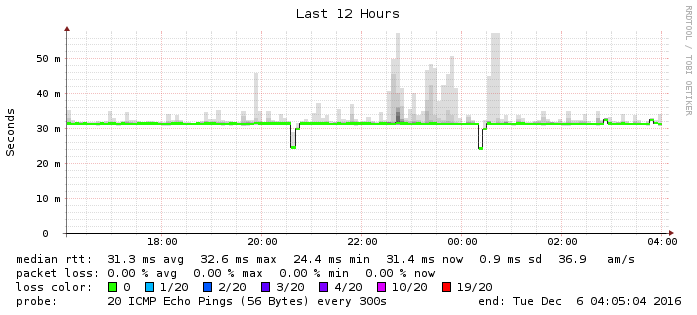 Last 12 Hours
RRDTOOL / TOBI OETIKER
Seconds
50 m
40 m
30 m
20 m
10 m
0
18:00 20:00 22:00 00:00 02:00 04:00
median rtt: 31.3 ms avg 32.6 ms max 24.4 ms min 31.4 ms now 0.9 ms sd 36.9 am/s
packet loss: 0.00 % avg 0.00 % max 0.00 % min 0.00 % now
loss color: 0 1/20 2/20 3/20 4/20 10/20 19/20
probe: 20 ICMP Echo Pings (56 Bytes) every 300s end: Tue Dec 6 04:05:04 2016